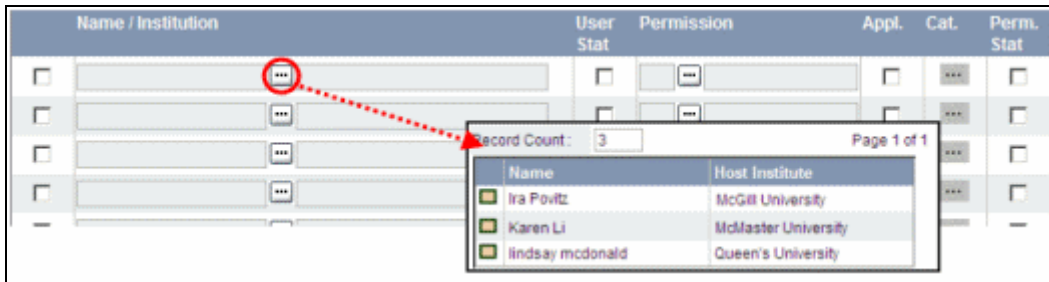 Name / Institution User Stat Permission Appl. Cat. Perm. Stat
Record Count: 3 Page 1 of 1
Name Host Institute
Ira Povitz McGill University
Karen Li McMaster University
lindsay mcdonald Queen's University